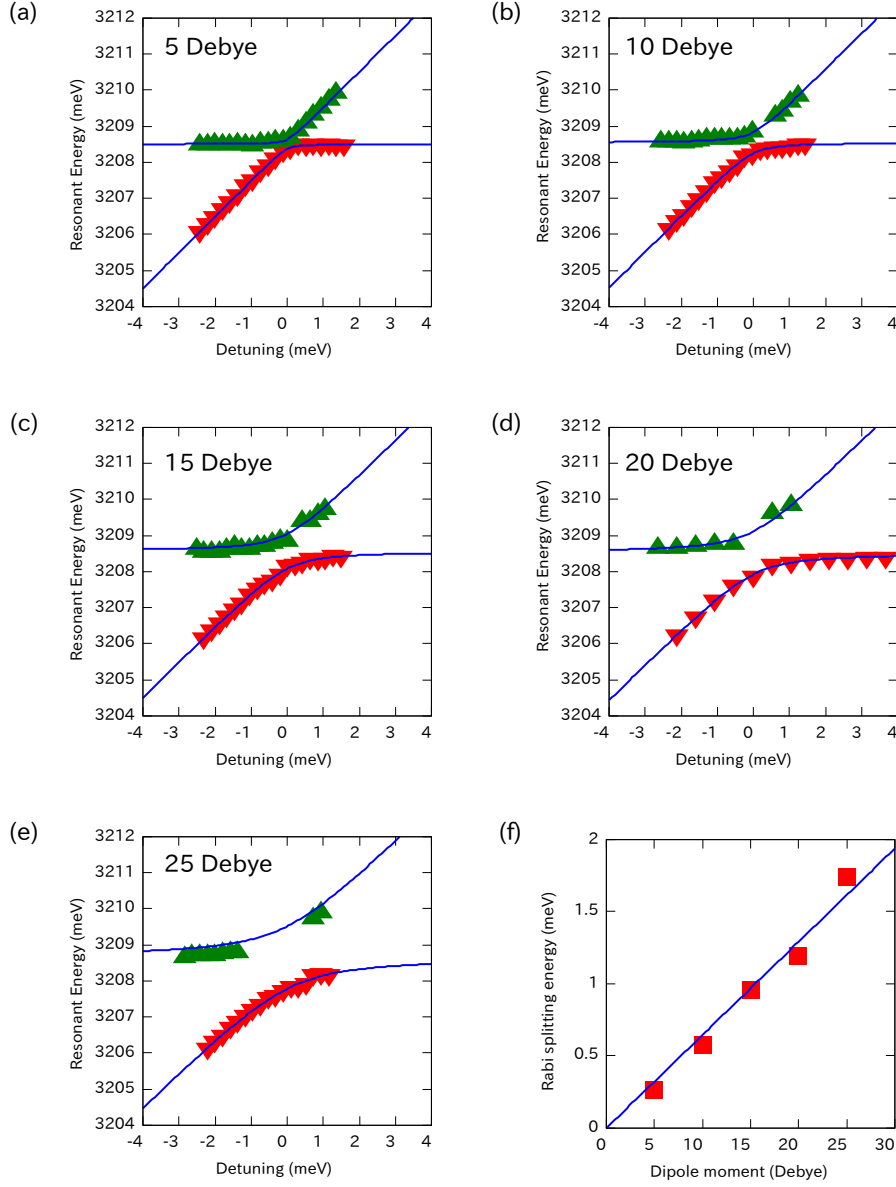 (a)
5 Debye
Resonant Energy (meV)
3212
3211
3210
3209
3208
3207
3206
3205
3204
-4 -3 -2 -1 0 1 2 3 4
Detuning (meV)
(b)
10 Debye
Resonant Energy (meV)
3212
3211
3210
3209
3208
3207
3206
3205
3204
-4 -3 -2 -1 0 1 2 3 4
Detuning (meV)
(c)
15 Debye
Resonant Energy (meV)
3212
3211
3210
3209
3208
3207
3206
3205
3204
-4 -3 -2 -1 0 1 2 3 4
Detuning (meV)
(d)
20 Debye
Resonant Energy (meV)
3212
3211
3210
3209
3208
3207
3206
3205
3204
-4 -3 -2 -1 0 1 2 3 4
Detuning (meV)
(e)
25 Debye
Resonant Energy (meV)
3212
3211
3210
3209
3208
3207
3206
3205
3204
-4 -3 -2 -1 0 1 2 3 4
Detuning (meV)
(f)
Rabi splitting energy (meV)
2
1.5
1
0.5
0
0 5 10 15 20 25 30
Dipole moment (Debye)